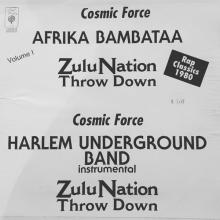 Cosmic Force
AFRIKA BAMBATAA
Volume 1
Zulu Nation
Throw Down
Rap
Classics
1980
Cosmic Force
HARLEM UNDERGROUND
BAND
instrumental
Zulu Nation
Throw Down